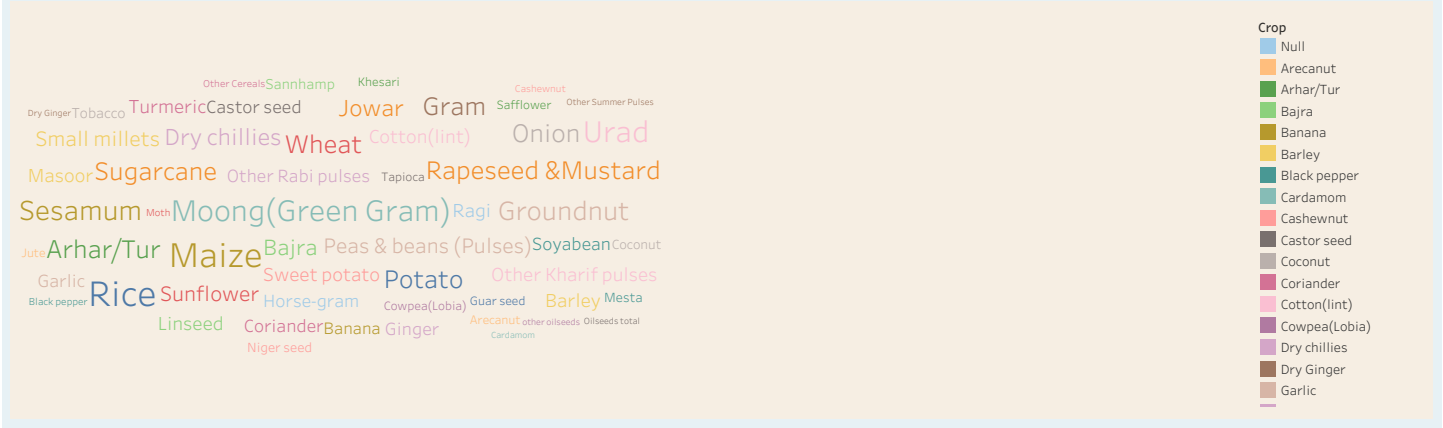 Other Cereals Sannhamp Khesari Cashewnut
Dry Ginger Tobacco Turmeric Castor seed Jowar Gram Safflower Other Summer Pulses
Small millets Dry chillies Wheat Cotton(lint) Onion Urad
Masoor Sugarcane Other Rabi pulses Tapioca Rapeseed &Mustard
Sesamum Moth Moong(Green Gram) Ragi Groundnut
Jute Arhar/Tur Maize Bajra Peas & beans (Pulses) Soyabean Coconut
Garlic Sweet potato Potato Other Kharif pulses
Black pepper Rice Sunflower Horse-gram Cowpea(Lobia) Guar seed Barley Mesta
Linseed Coriander Banana Ginger Arecanut other oilseeds Oilseeds total
Cardamom
Niger seed
Crop
Null
Arecanut
Arhar/Tur
Bajra
Banana
Barley
Black pepper
Cardamom
Cashewnut
Castor seed
Coconut
Coriander
Cotton(lint)
Cowpea(Lobia)
Dry chillies
Dry Ginger
Garlic